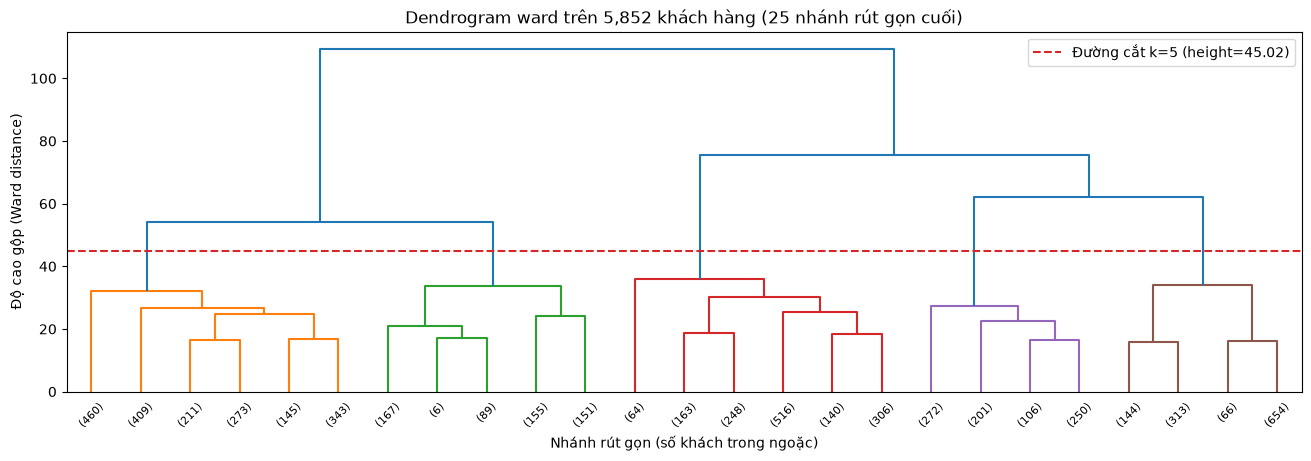 Dendrogram ward trên 5,852 khách hàng (25 nhánh rút gọn cuối)
Đường cắt k=5 (height=45.02)
Độ cao gộp (Ward distance)
100
80
60
40
20
0
(460) (409) (211) (273) (145) (343) (167) (6) (89) (155) (151) (64) (163) (248) (516) (140) (306) (272) (201) (106) (250) (144) (313) (66) (654)
Nhánh rút gọn (số khách trong ngoặc)